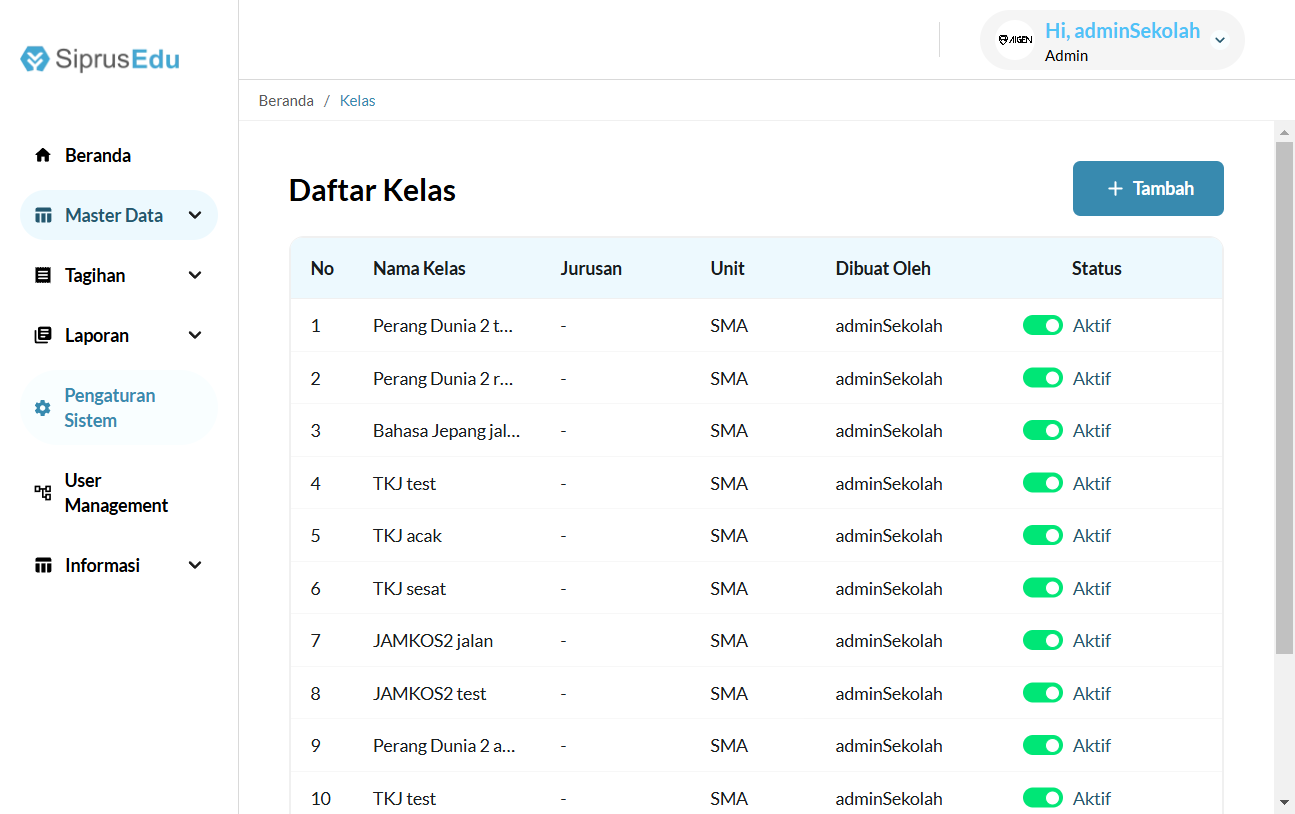 SiprusEdu
AIGEN
Hi, adminSekolah
Admin
Beranda / Kelas
Beranda
Master Data
Tagihan
Laporan
Pengaturan
Sistem
User
Management
Informasi
Daftar Kelas
+ Tambah
No Nama Kelas Jurusan Unit Dibuat Oleh Status
1 Perang Dunia 2 t... - SMA adminSekolah Aktif
2 Perang Dunia 2 r... - SMA adminSekolah Aktif
3 Bahasa Jepang jal... - SMA adminSekolah Aktif
4 TKJ test - SMA adminSekolah Aktif
5 TKJ acak - SMA adminSekolah Aktif
6 TKJ sesat - SMA adminSekolah Aktif
7 JAMKOS2 jalan - SMA adminSekolah Aktif
8 JAMKOS2 test - SMA adminSekolah Aktif
9 Perang Dunia 2 a... - SMA adminSekolah Aktif
10 TKJ test - SMA adminSekolah Aktif